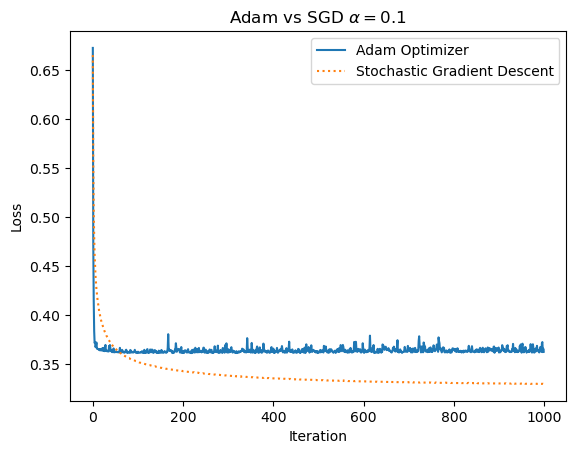 Adam vs SGD α = 0.1
Adam Optimizer
Stochastic Gradient Descent
0.65
0.60
0.55
0.50
0.45
0.40
0.35
Loss
0
200
400
600
800
1000
Iteration